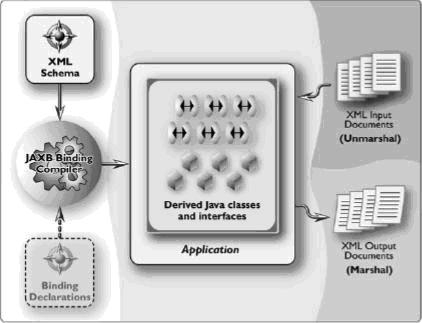 XML
Schema
JAXB Binding
Compiler
Binding
Declarations
Derived Java classes
and interfaces
Application
XML Input
Documents
(Unmarshal)
XML Output
Documents
(Marshal)